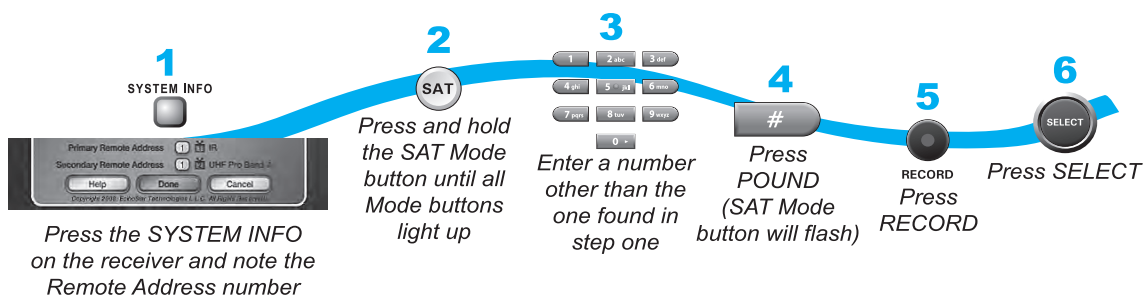 1
SYSTEM INFO
Primary Remote Address 1 IR
Secondary Remote Address 1 UHF Pro Band A
Help Done Cancel
Press the SYSTEM INFO
on the receiver and note the
Remote Address number
2
SAT
Press and hold
the SAT Mode
button until all
Mode buttons
light up
3
1 2 abc 3 def
4 ghi 5 jkl 6 mno
7 pqrs 8 tuv 9 wxyz
0
Enter a number
other than the
one found in
step one
4
#
Press
POUND
(SAT Mode
button will flash)
5
RECORD
Press
RECORD
6
SELECT
Press SELECT